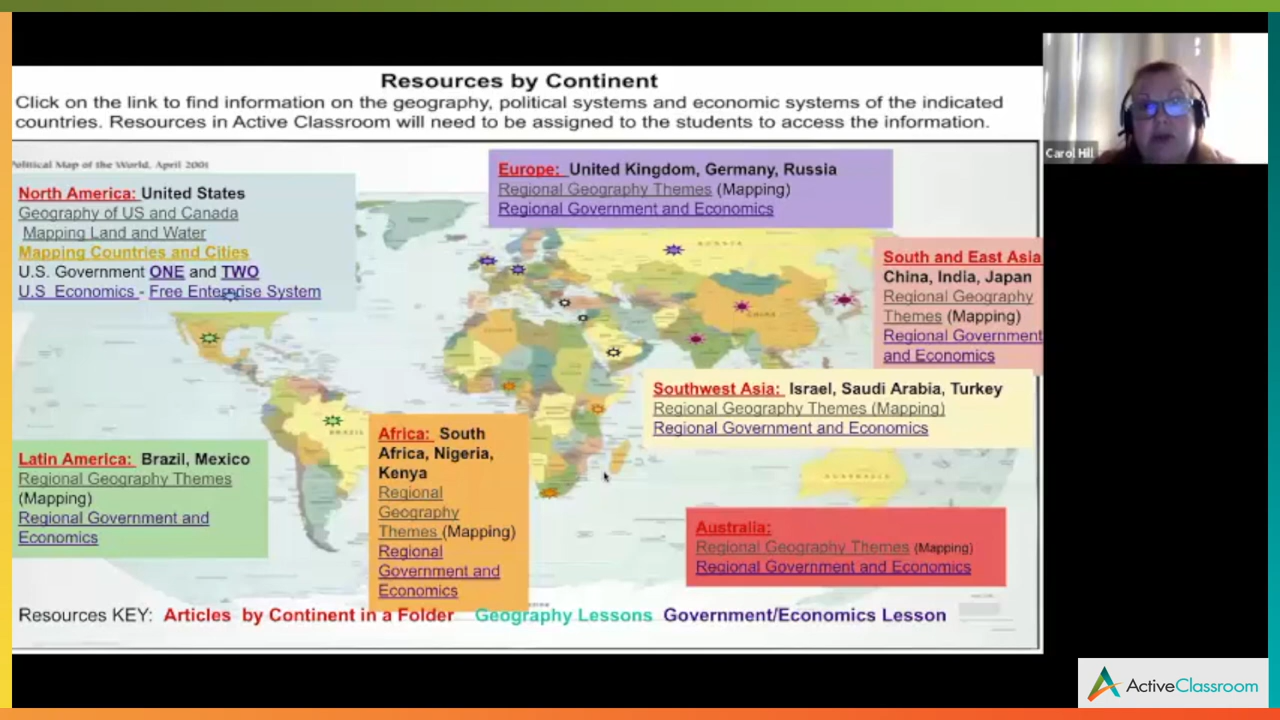 Resources by Continent
Click on the link to find information on the geography, political systems and economic systems of the indicated
countries. Resources in Active Classroom will need to be assigned to the students to access the information.
Political Map of the World, April 2001
North America: United States
Geography of US and Canada
Mapping Land and Water
Mapping Countries and Cities
U.S. Government ONE and TWO
U.S Economics - Free Enterprise System
Europe: United Kingdom, Germany, Russia
Regional Geography Themes (Mapping)
Regional Government and Economics
South and East Asia
China, India, Japan
Regional Geography
Themes (Mapping)
Regional Government
and Economics
RUSSIA
CHINA
Southwest Asia: Israel, Saudi Arabia, Turkey
Regional Geography Themes (Mapping)
Regional Government and Economics
BRAZIL
Latin America: Brazil, Mexico
Regional Geography Themes
(Mapping)
Regional Government and
Economics
Africa: South
Africa, Nigeria,
Kenya
Regional
Geography
Themes (Mapping)
Regional
Government and
Economics
AUSTRALIA
Australia:
Regional Geography Themes (Mapping)
Regional Government and Economics
Resources KEY: Articles by Continent in a Folder Geography Lessons Government/Economics Lesson
Carol Hill
ActiveClassroom